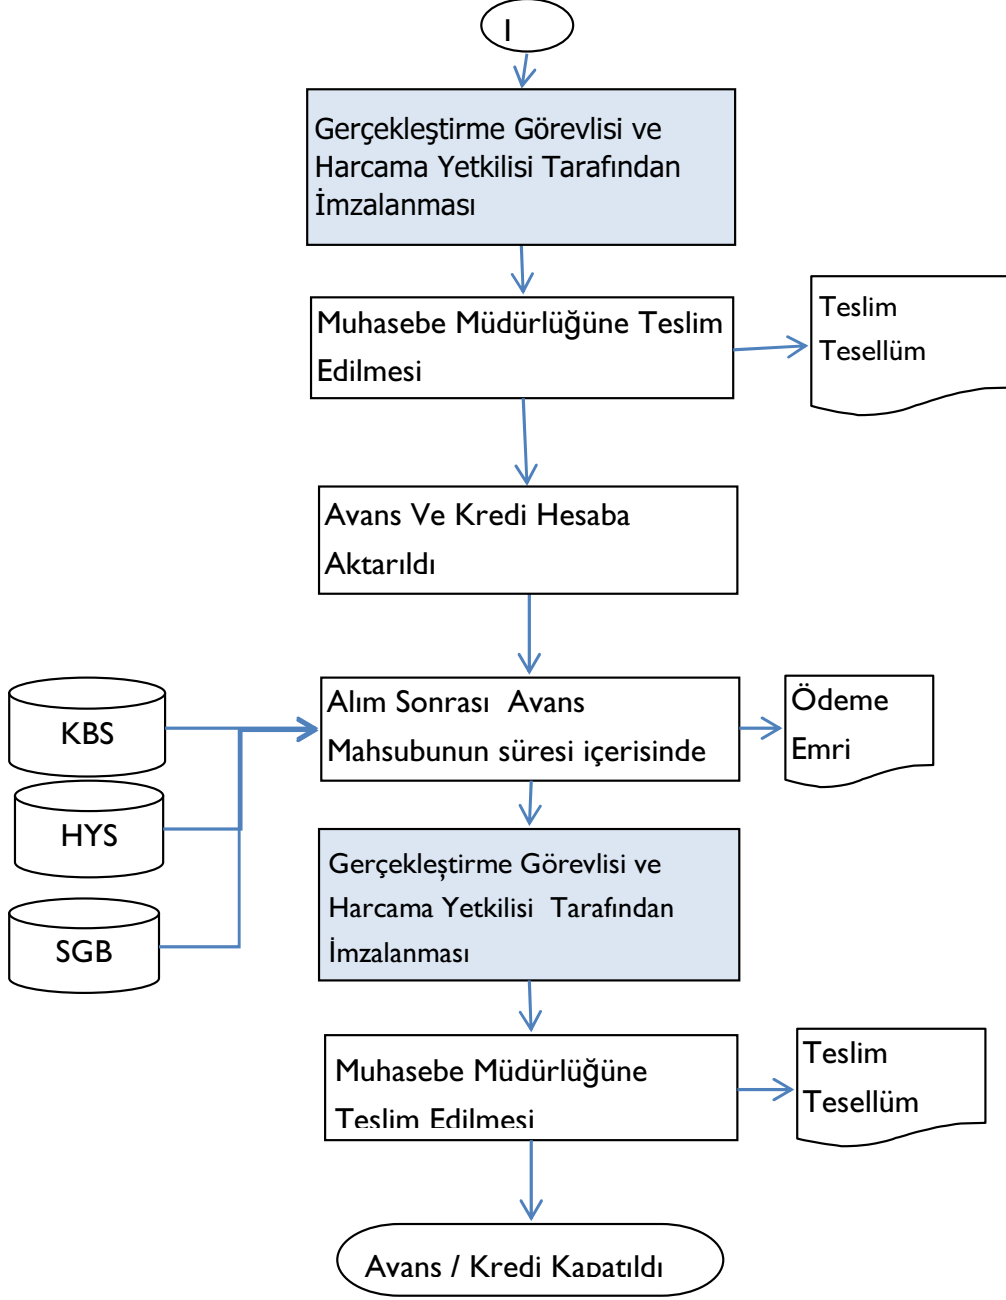 I
Gerçekleştirme Görevlisi ve
Harcama Yetkilisi Tarafından
İmzalanması
Muhasebe Müdürlüğüne Teslim
Edilmesi
Teslim
Tesellüm
Avans Ve Kredi Hesaba
Aktarıldı
KBS
HYS
SGB
Alım Sonrası Avans
Mahsubunun süresi içerisinde
Ödeme
Emri
Gerçekleştirme Görevlisi ve
Harcama Yetkilisi Tarafından
İmzalanması
Muhasebe Müdürlüğüne
Teslim Edilmesi
Teslim
Tesellüm
Avans / Kredi Kapatıldı